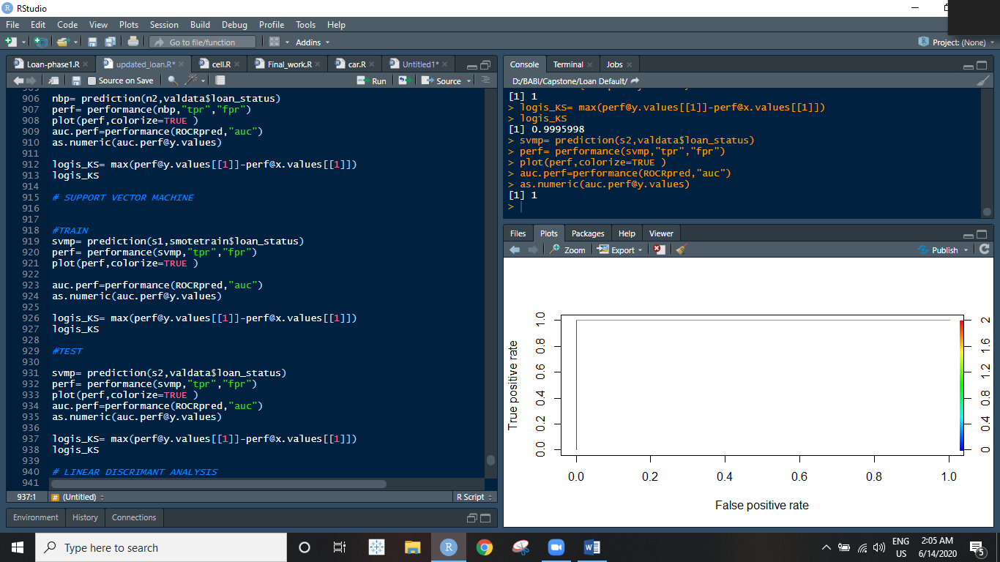 RStudio
File Edit Code View Plots Session Build Debug Profile Tools Help
Go to file/function Addins Project: (None)
Loan-phase1.R updated_loan.R* cell.R Final_work.R car.R Untitled1*
Source on Save Run Source
906 nbp= prediction(n2,valdata$loan_status)
907 perf= performance(nbp,"tpr","fpr")
908 plot(perf,colorize=TRUE )
909 auc.perf=performance(ROCRpred,"auc")
910 as.numeric(auc.perf@y.values)
911
912 logis_KS= max(perf@y.values[[1]]-perf@x.values[[1]])
913 logis_KS
914
915 # SUPPORT VECTOR MACHINE
916
917
918 #TRAIN
919 svmp= prediction(s1,smotetrain$loan_status)
920 perf= performance(svmp,"tpr","fpr")
921 plot(perf,colorize=TRUE )
922
923 auc.perf=performance(ROCRpred,"auc")
924 as.numeric(auc.perf@y.values)
925
926 logis_KS= max(perf@y.values[[1]]-perf@x.values[[1]])
927 logis_KS
928
929 #TEST
930
931 svmp= prediction(s2,valdata$loan_status)
932 perf= performance(svmp,"tpr","fpr")
933 plot(perf,colorize=TRUE )
934 auc.perf=performance(ROCRpred,"auc")
935 as.numeric(auc.perf@y.values)
936
937 logis_KS= max(perf@y.values[[1]]-perf@x.values[[1]])
938 logis_KS
939
940 # LINEAR DISCRIMANT ANALYSIS
941
937:1 # (Untitled) R Script
Environment History Connections
Console Terminal Jobs
D:/BABI/Capstone/Loan Default/
[1] 1
> logis_KS= max(perf@y.values[[1]]-perf@x.values[[1]])
> logis_KS
[1] 0.9995998
> svmp= prediction(s2,valdata$loan_status)
> perf= performance(svmp,"tpr","fpr")
> plot(perf,colorize=TRUE )
> auc.perf=performance(ROCRpred,"auc")
> as.numeric(auc.perf@y.values)
[1] 1
>
Files Plots Packages Help Viewer
Zoom Export Publish
True positive rate
0.0 0.2 0.4 0.6 0.8 1.0
0 0.4 0.8 1.2 1.6 2
0.0 0.2 0.4 0.6 0.8 1.0
False positive rate
Type here to search
R
W
ENG
US
2:05 AM
6/14/2020
5